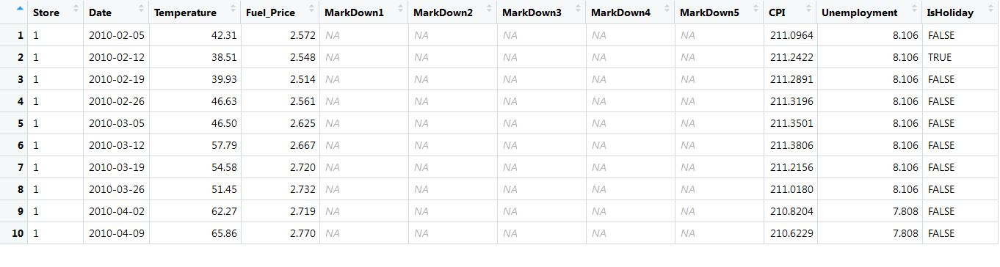 Store Date Temperature Fuel_Price MarkDown1 MarkDown2 MarkDown3 MarkDown4 MarkDown5 CPI Unemployment IsHoliday
1 1 2010-02-05 42.31 2.572 NA NA NA NA NA 211.0964 8.106 FALSE
2 1 2010-02-12 38.51 2.548 NA NA NA NA NA 211.2422 8.106 TRUE
3 1 2010-02-19 39.93 2.514 NA NA NA NA NA 211.2891 8.106 FALSE
4 1 2010-02-26 46.63 2.561 NA NA NA NA NA 211.3196 8.106 FALSE
5 1 2010-03-05 46.50 2.625 NA NA NA NA NA 211.3501 8.106 FALSE
6 1 2010-03-12 57.79 2.667 NA NA NA NA NA 211.3806 8.106 FALSE
7 1 2010-03-19 54.58 2.720 NA NA NA NA NA 211.2156 8.106 FALSE
8 1 2010-03-26 51.45 2.732 NA NA NA NA NA 211.0180 8.106 FALSE
9 1 2010-04-02 62.27 2.719 NA NA NA NA NA 210.8204 7.808 FALSE
10 1 2010-04-09 65.86 2.770 NA NA NA NA NA 210.6229 7.808 FALSE